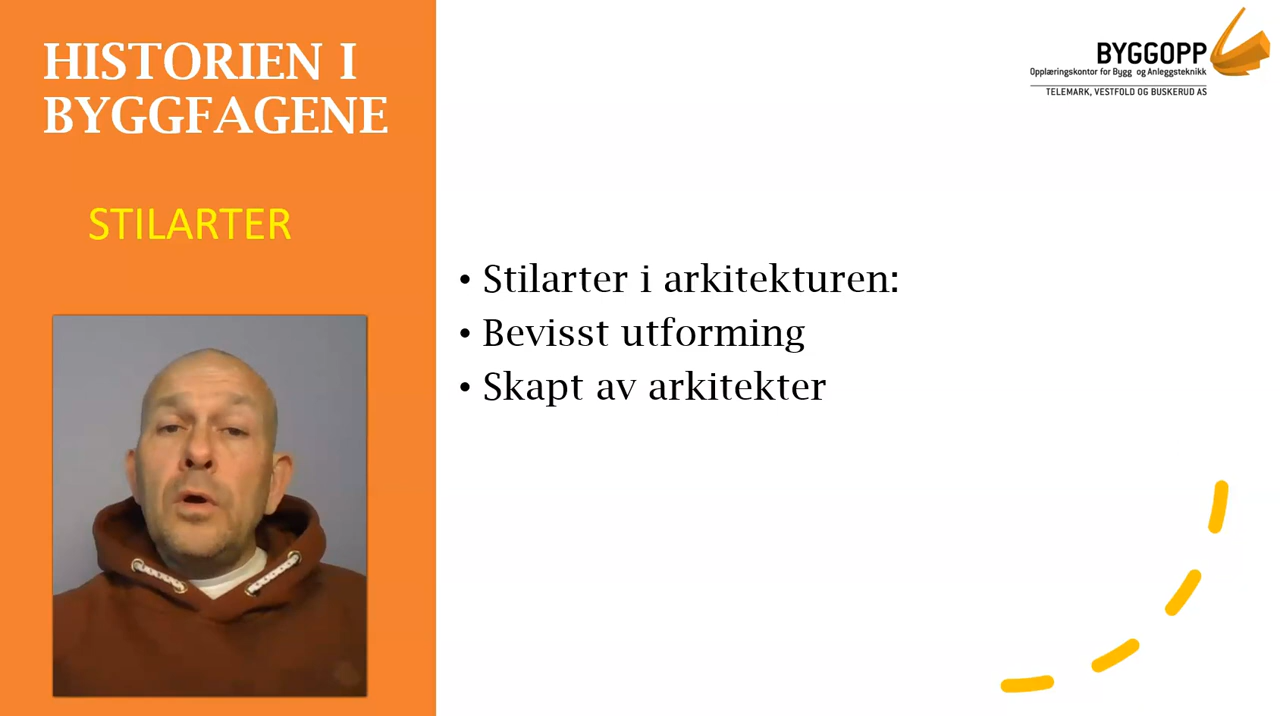 HISTORIEN I
BYGGFAGENE
STILARTER
BYGGOPP
Opplæringskontor for Bygg og Anleggsteknikk
TELEMARK, VESTFOLD OG BUSKERUD AS
• Stilarter i arkitekturen:
• Bevisst utforming
• Skapt av arkitekter